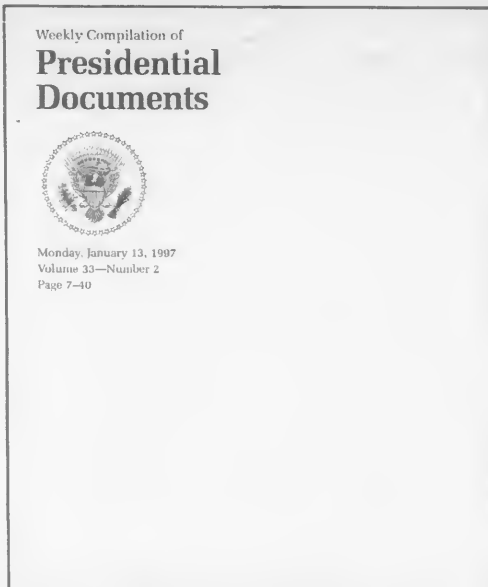 Weekly Compilation of
Presidential
Documents
Monday, January 13, 1997
Volume 33—Number 2
Page 7–40